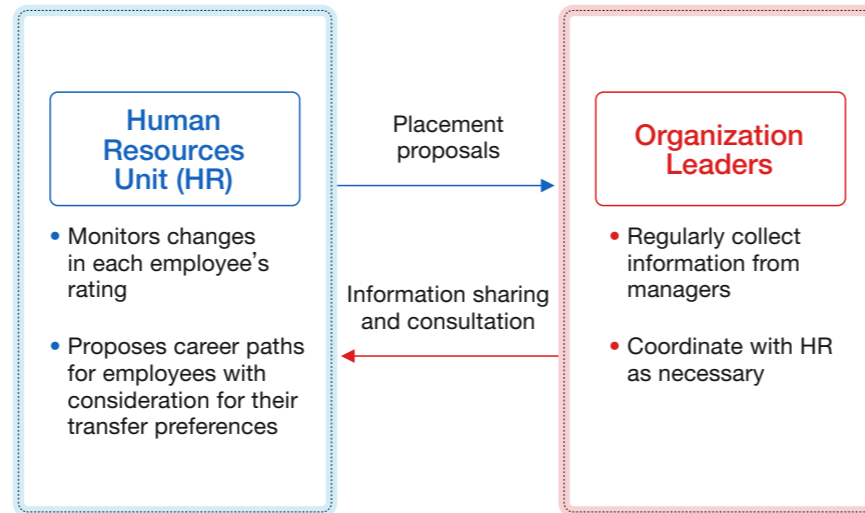 Human
Resources
Unit (HR)
• Monitors changes
in each employee's
rating
• Proposes career paths
for employees with
consideration for their
transfer preferences
Placement
proposals
Information sharing
and consultation
Organization
Leaders
• Regularly collect
information from
managers
• Coordinate with HR
as necessary